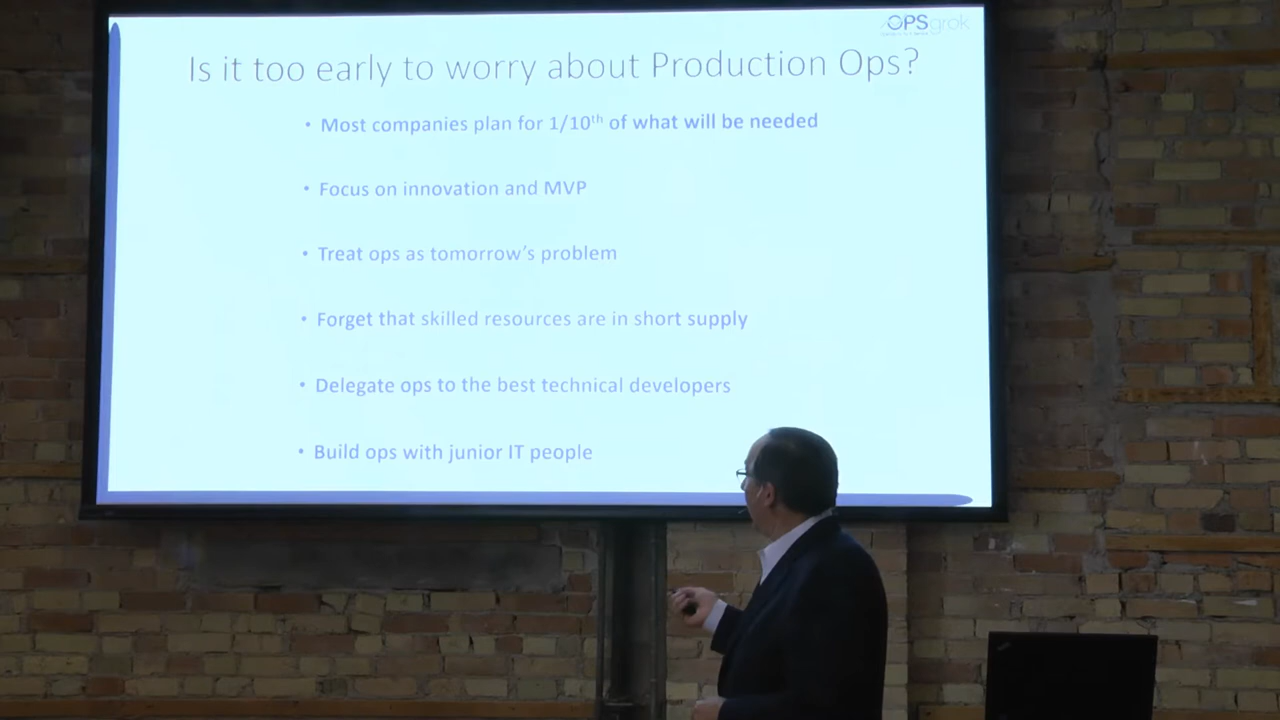 OPSgrok
Is it too early to worry about Production Ops?
• Most companies plan for 1/10th of what will be needed
• Focus on innovation and MVP
• Treat ops as tomorrow's problem
• Forget that skilled resources are in short supply
• Delegate ops to the best technical developers
• Build ops with junior IT people